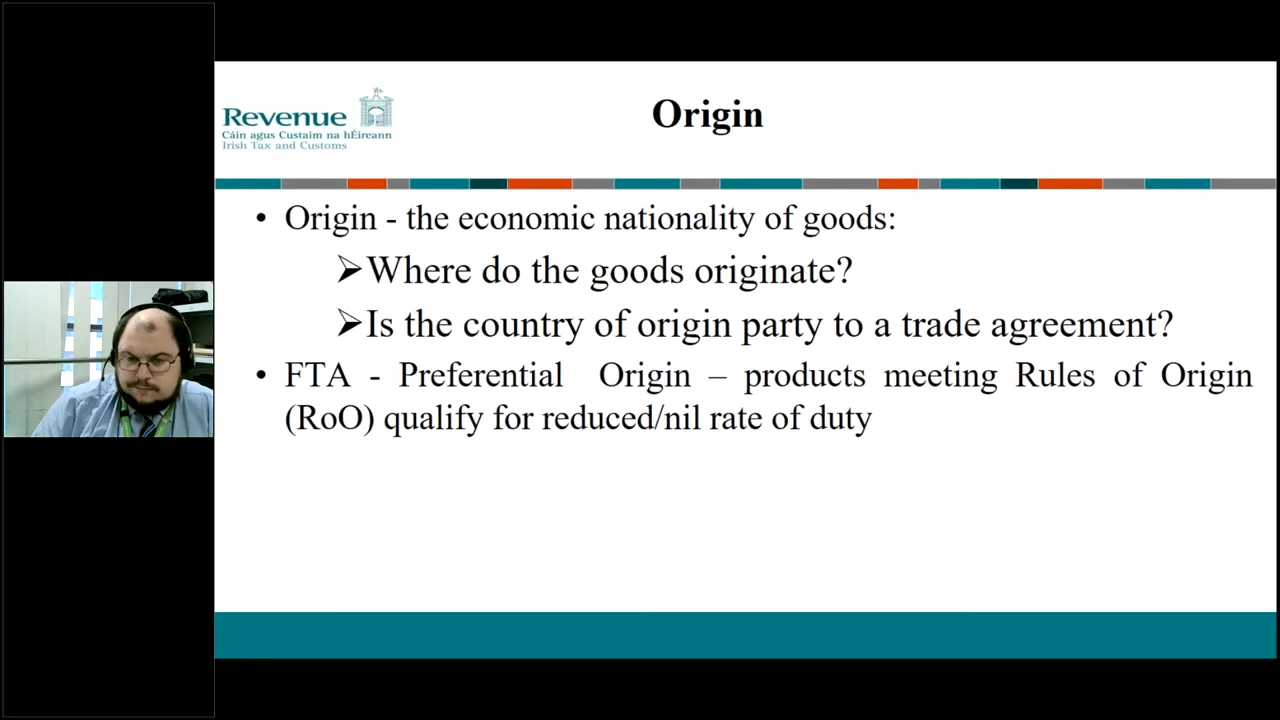 Revenue
Cáin agus Custaim na hÉireann
Irish Tax and Customs
Origin
• Origin - the economic nationality of goods:
➢Where do the goods originate?
➢Is the country of origin party to a trade agreement?
• FTA - Preferential Origin – products meeting Rules of Origin
(RoO) qualify for reduced/nil rate of duty